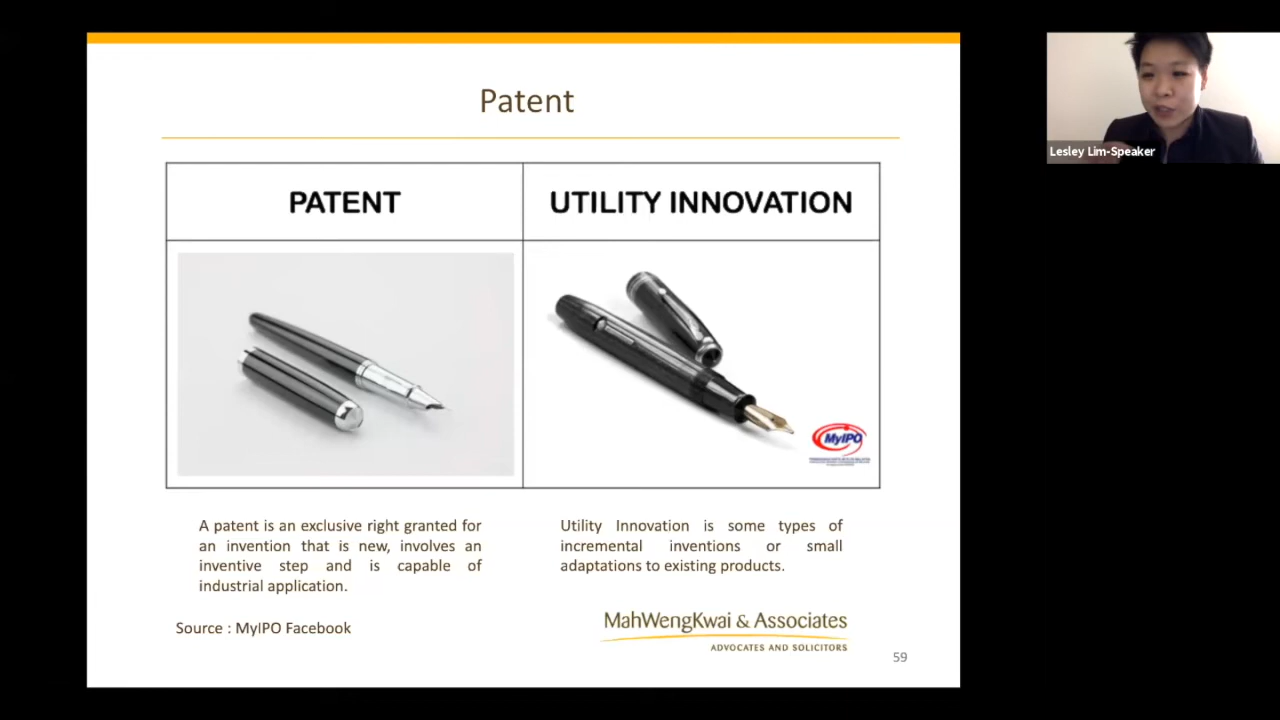 Patent
PATENT
UTILITY INNOVATION
MyIPO
A patent is an exclusive right granted for
an invention that is new, involves an
inventive step and is capable of
industrial application.
Utility Innovation is some types of
incremental inventions or small
adaptations to existing products.
Source : MyIPO Facebook
MahWengKwai & Associates
ADVOCATES AND SOLICITORS
59
Lesley Lim-Speaker